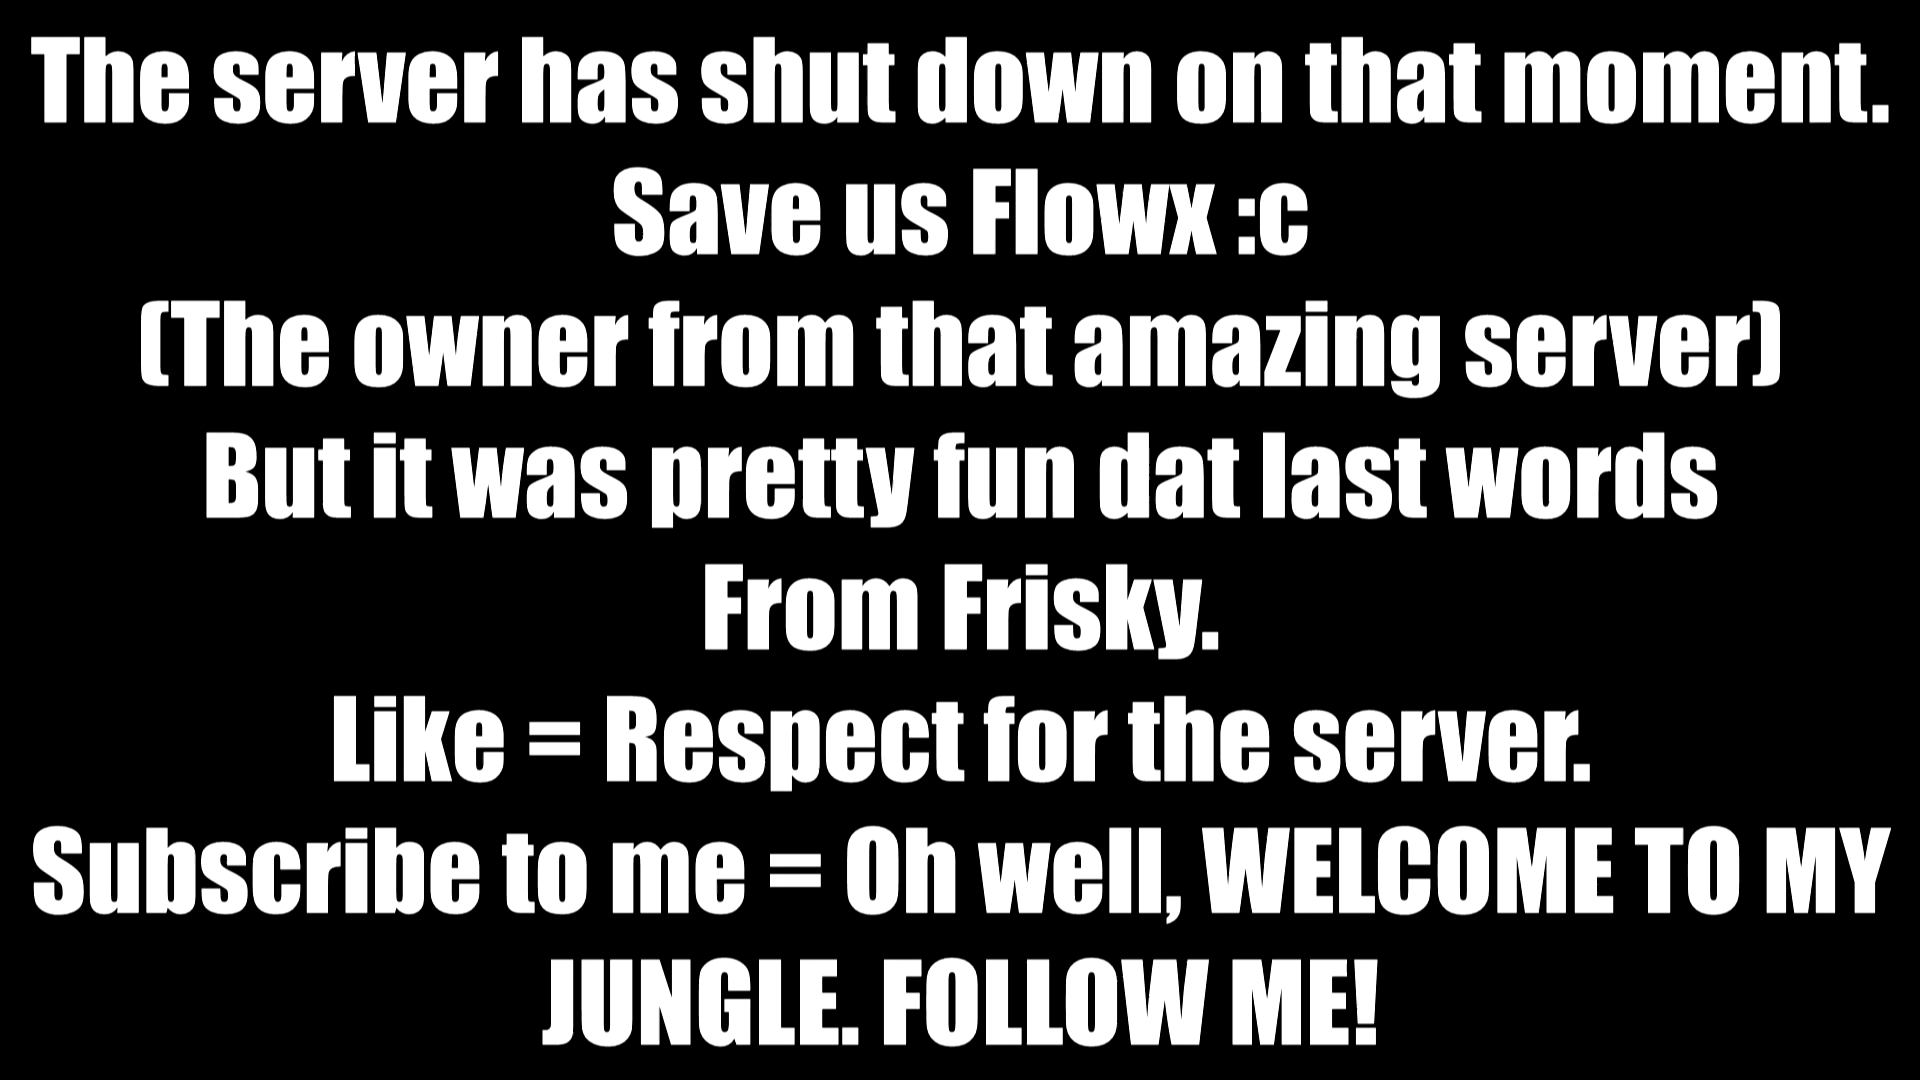 The server has shut down on that moment.
Save us Flowx :c
(The owner from that amazing server)
But it was pretty fun dat last words
From Frisky.
Like = Respect for the server.
Subscribe to me = Oh well, WELCOME TO MY
JUNGLE. FOLLOW ME!